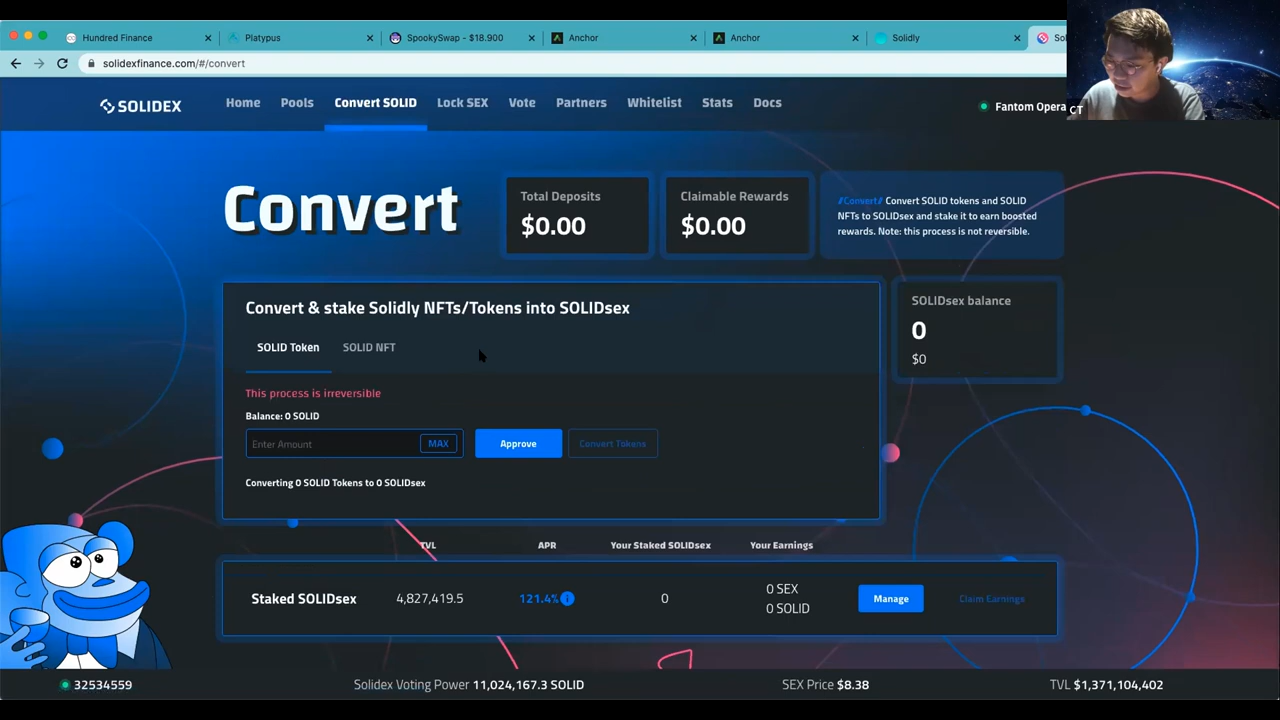 Hundred Finance
Platypus
SpookySwap - $18.900
Anchor
Anchor
Solidly
solidexfinance.com/#/convert
SOLIDEX
Home
Pools
Convert SOLID
Lock SEX
Vote
Partners
Whitelist
Stats
Docs
Fantom Opera
CT
Convert
Total Deposits
$0.00
Claimable Rewards
$0.00
//Convert// Convert SOLID tokens and SOLID
NFTs to SOLIDsex and stake it to earn boosted
rewards. Note: this process is not reversible.
Convert & stake Solidly NFTs/Tokens into SOLIDsex
SOLID Token
SOLID NFT
This process is irreversible
Balance: 0 SOLID
Enter Amount
MAX
Approve
Convert Tokens
Converting 0 SOLID Tokens to 0 SOLIDsex
SOLIDsex balance
0
$0
TVL
APR
Your Staked SOLIDsex
Your Earnings
Staked SOLIDsex
4,827,419.5
121.4%
0
0 SEX
0 SOLID
Manage
Claim Earnings
32534559
Solidex Voting Power 11,024,167.3 SOLID
SEX Price $8.38
TVL $1,371,104,402